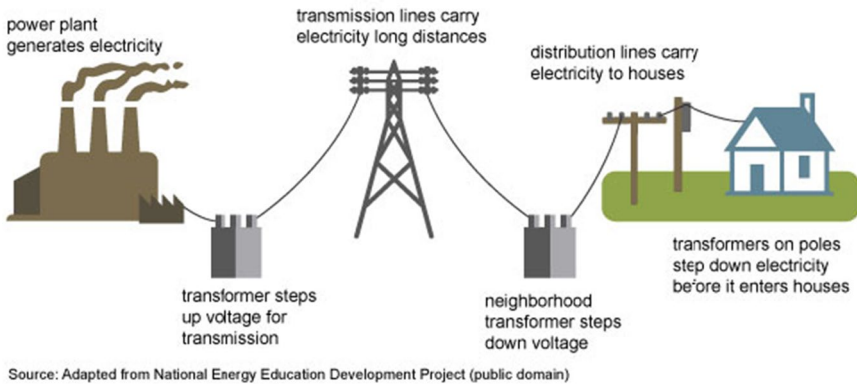 power plant
generates electricity
transmission lines carry
electricity long distances
distribution lines carry
electricity to houses
transformer steps
up voltage for
transmission
neighborhood
transformer steps
down voltage
transformers on poles
step down electricity
before it enters houses
Source: Adapted from National Energy Education Development Project (public domain)